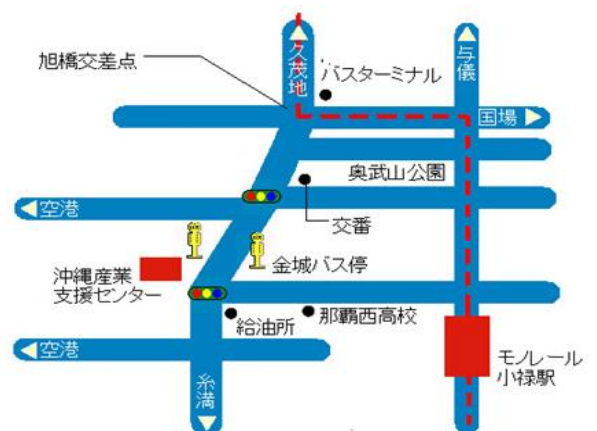 久茂地
与儀
旭橋交差点
バスターミナル
国場
奥武山公園
空港
交番
金城バス停
沖縄産業
支援センター
給油所
那覇西高校
空港
モノレール
小禄駅
糸満